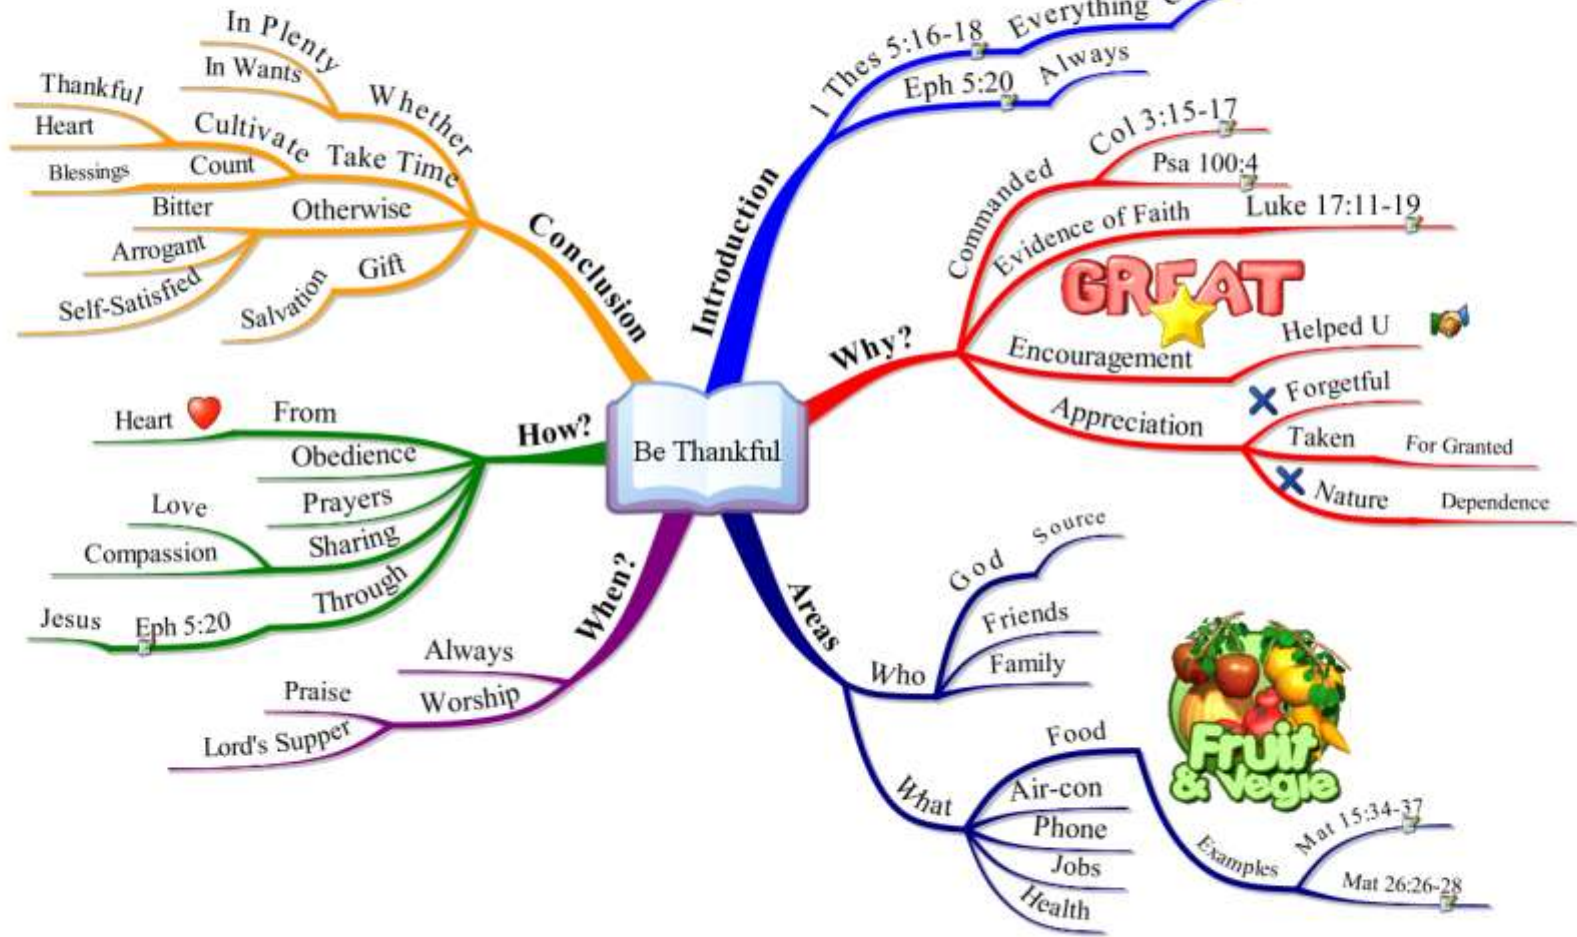 Be Thankful
Introduction
1 Thes 5:16-18
Everything
Eph 5:20
Always
Why?
Commanded
Col 3:15-17
Psa 100:4
Evidence of Faith
Luke 17:11-19
GREAT
Encouragement
Helped U
Appreciation
Forgetful
Taken
For Granted
Nature
Dependence
Areas
Who
God
Source
Friends
Family
What
Food
Examples
Mat 15:34-37
Mat 26:26-28
Fruit
& Vegie
Air-con
Phone
Jobs
Health
When?
Always
Worship
Praise
Lord's Supper
How?
From
Heart
Obedience
Prayers
Sharing
Love
Compassion
Through
Eph 5:20
Jesus
Conclusion
Whether
In Plenty
In Wants
Take Time
Cultivate
Thankful
Heart
Count
Blessings
Otherwise
Bitter
Arrogant
Self-Satisfied
Gift
Salvation